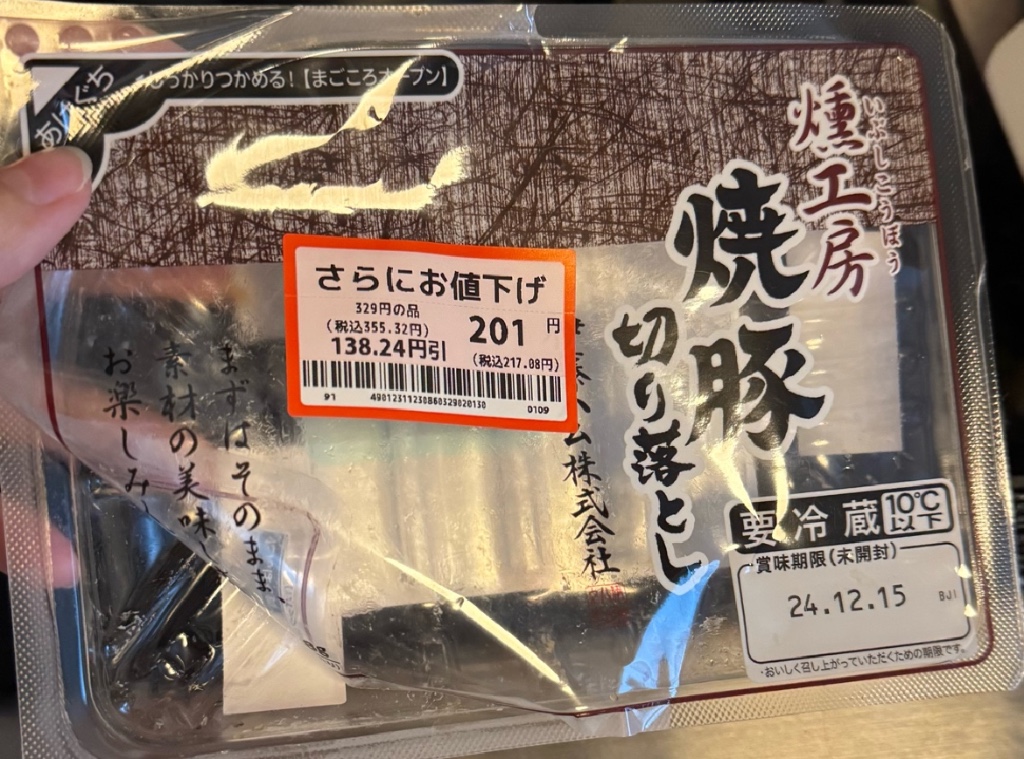 あけぐち
しっかりつかめる!【まごころオープン】
燻工房
いぶしこうぼう
焼豚
切り落とし
さらにお値下げ
329円の品
(税込355.32円)
138.24円引
201 円
(税込217.08円)
91
0109
ハム株式会社
まずはそのまま、
素材の美味し
お楽しみ
要冷蔵 10℃以下
賞味期限(未開封)
24.12.15
BJI
・おいしく召し上がっていただくための期限です。